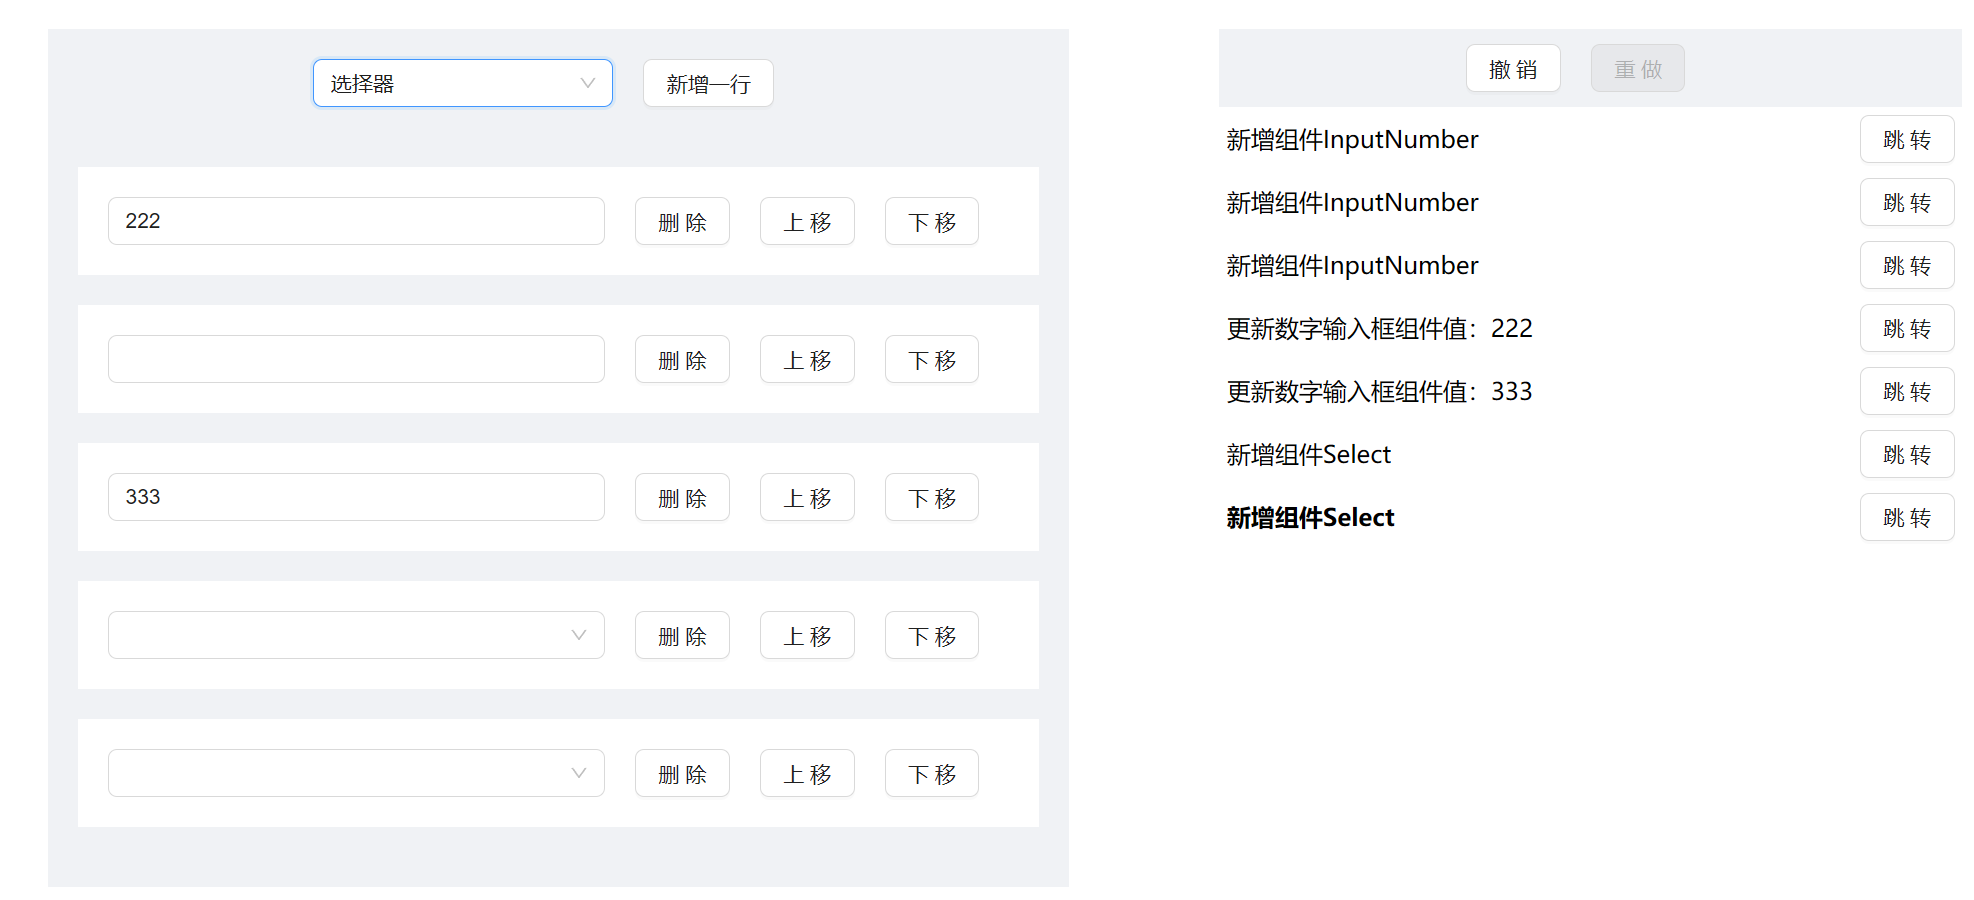 选择器 新增一行
222 删 除 上 移 下 移
删 除 上 移 下 移
333 删 除 上 移 下 移
删 除 上 移 下 移
删 除 上 移 下 移
撤 销 重 做
新增组件InputNumber 跳 转
新增组件InputNumber 跳 转
新增组件InputNumber 跳 转
更新数字输入框组件值：222 跳 转
更新数字输入框组件值：333 跳 转
新增组件Select 跳 转
新增组件Select 跳 转